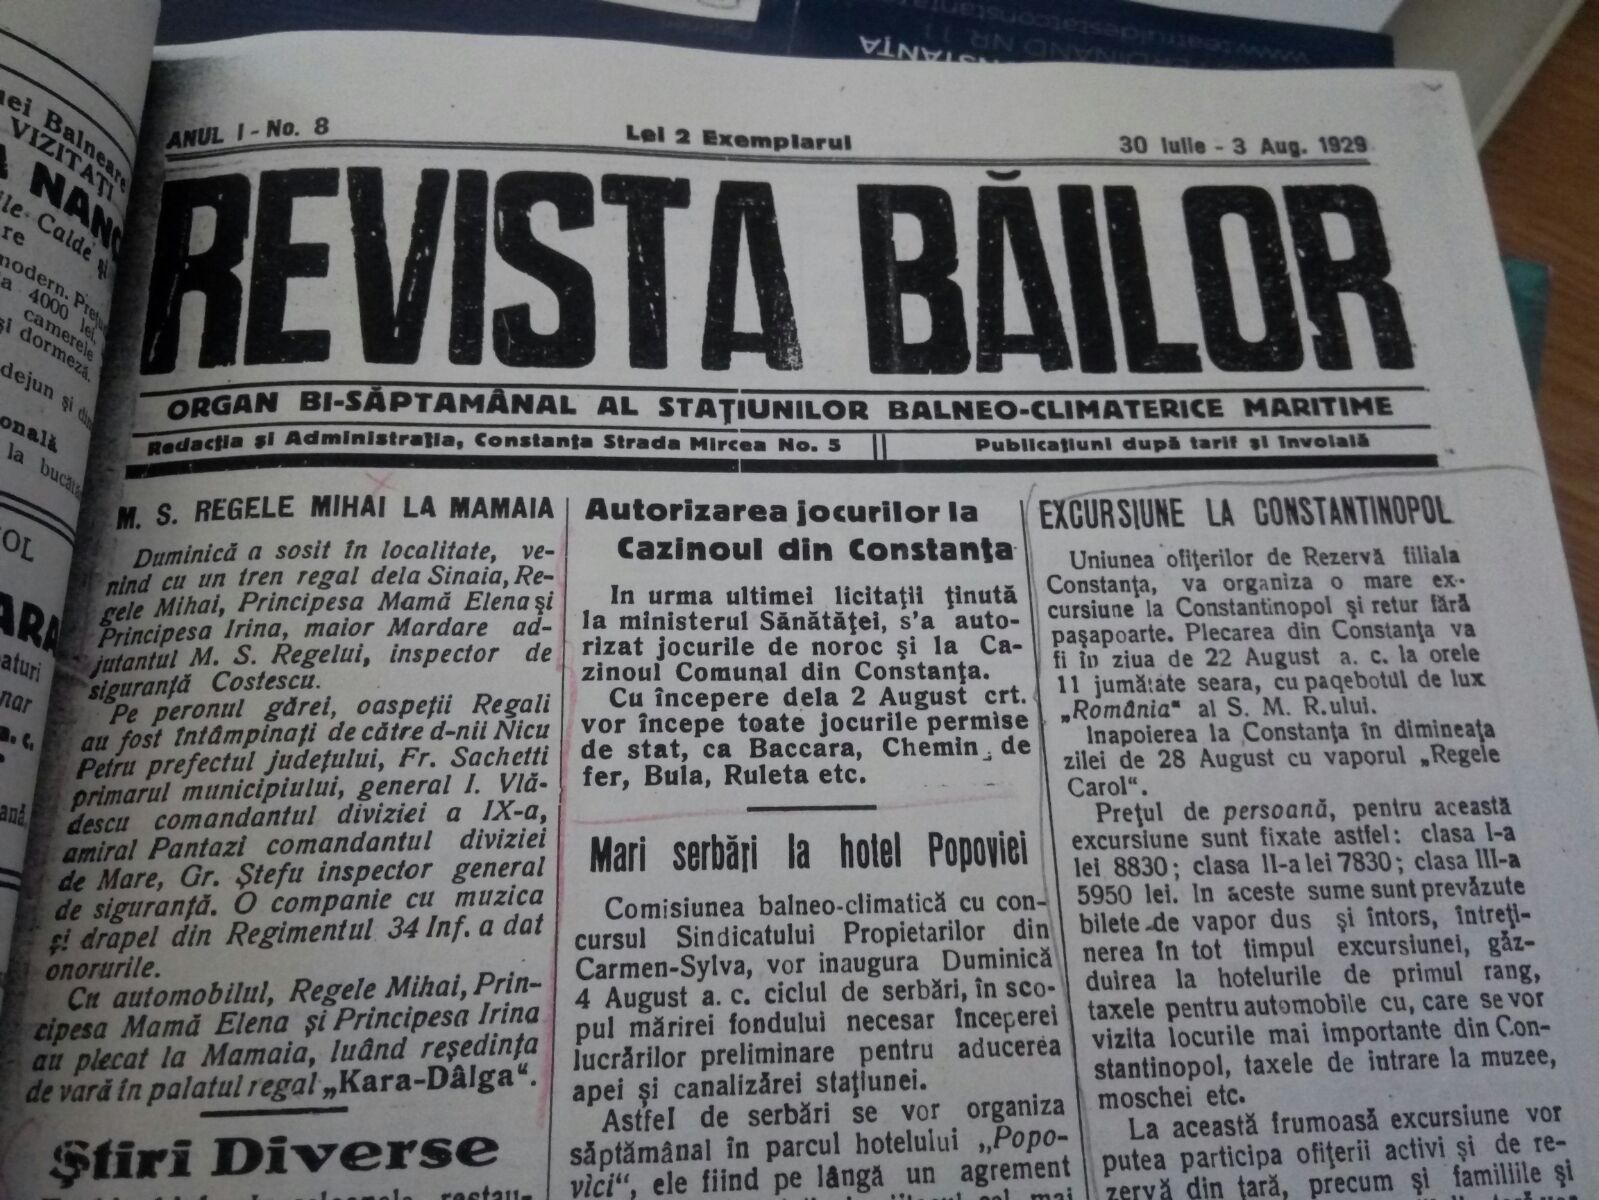 ANUL I - No. 8
Lei 2 Exemplarul
30 Iulie - 3 Aug. 1929
REVISTA BĂILOR
ORGAN BI-SĂPTAMÂNAL AL STAȚIUNILOR BALNEO-CLIMATERICE MARITIME
Redacția și Administrația, Constanța Strada Mircea No. 5
Publicațiuni după tarif și învoială
M. S. REGELE MIHAI LA MAMAIA
Duminică a sosit în localitate, ve-
nind cu un tren regal dela Sinaia, Re-
gele Mihai, Principesa Mamă Elena și
Principesa Irina, maior Mardare ad-
jutantul M. S. Regelui, inspector de
siguranță Costescu.
Pe peronul gărei, oaspeții Regali
au fost întâmpinați de către d-nii Nicu
Petru prefectul județului, Fr. Sachetti
primarul municipiului, general I. Vlă-
descu comandantul diviziei a IX-a,
amiral Pantazi comandantul diviziei
de Mare, Gr. Ștefu inspector general
de siguranță. O companie cu muzica
și drapel din Regimentul 34 Inf. a dat
onorurile.
Cu automobilul, Regele Mihai, Prin-
cipesa Mamă Elena și Principesa Irina
au plecat la Mamaia, luând reședința
de vară în palatul regal „Kara-Dâlga“.
Știri Diverse
Autorizarea jocurilor la
Cazinoul din Constanța
In urma ultimei licitații ținută
la ministerul Sănătăței, s'a auto-
rizat jocurile de noroc și la Ca-
zinoul Comunal din Constanța.
Cu începere dela 2 August crt.
vor începe toate jocurile permise
de stat, ca Baccara, Chemin de
fer, Bula, Ruleta etc.
Mari serbări la hotel Popoviei
Comisiunea balneo-climatică cu con-
cursul Sindicatului Propietarilor din
Carmen-Sylva, vor inaugura Duminică
4 August a. c. ciclul de serbări, în sco-
pul mărirei fondului necesar începerei
lucrărilor preliminare pentru aducerea
apei și canalizărei stațiunei.
Astfel de serbări se vor organiza
săptămânal în parcul hotelului „Popo-
vici“, ele fiind pe lângă un agrement
EXCURSIUNE LA CONSTANTINOPOL
Uniunea ofițerilor de Rezervă filiala
Constanța, va organiza o mare ex-
cursiune la Constantinopol și retur fără
pașapoarte. Plecarea din Constanța va
fi în ziua de 22 August a. c. la orele
11 jumătate seara, cu paqebotul de lux
„România“ al S. M. R.ului.
Inapoierea la Constanța în dimineața
zilei de 28 August cu vaporul „Regele
Carol“.
Prețul de persoană, pentru această
excursiune sunt fixate astfel: clasa I-a
lei 8830; clasa II-a lei 7830; clasa III-a
5950 lei. In aceste sume sunt prevăzute
bilete de vapor dus și întors, întreți-
nerea în tot timpul excursiunei, găz-
duirea la hotelurile de primul rang,
taxele pentru automobile cu, care se vor
vizita locurile mai importante din Con-
stantinopol, taxele de intrare la muzee,
moschei etc.
La această frumoasă excursiune vor
putea participa ofițerii activi și de re-
zervă din țară, precum și familiile și
CONSTANȚA
VIZITAȚI
Calde și
modern.
4000 lei,
camerele
și dormeză.
dejun și